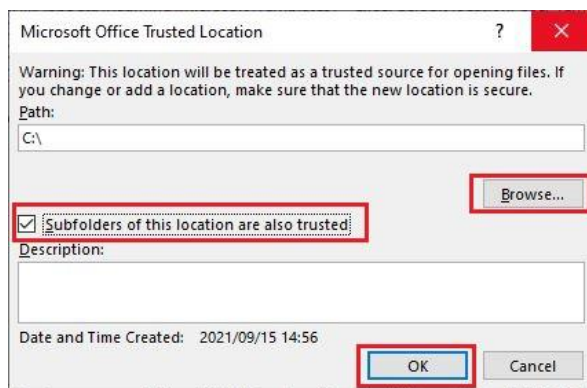 Microsoft Office Trusted Location ?
Warning: This location will be treated as a trusted source for opening files. If
you change or add a location, make sure that the new location is secure.
Path:
C:\
Browse...
Subfolders of this location are also trusted
Description:
Date and Time Created: 2021/09/15 14:56
OK Cancel